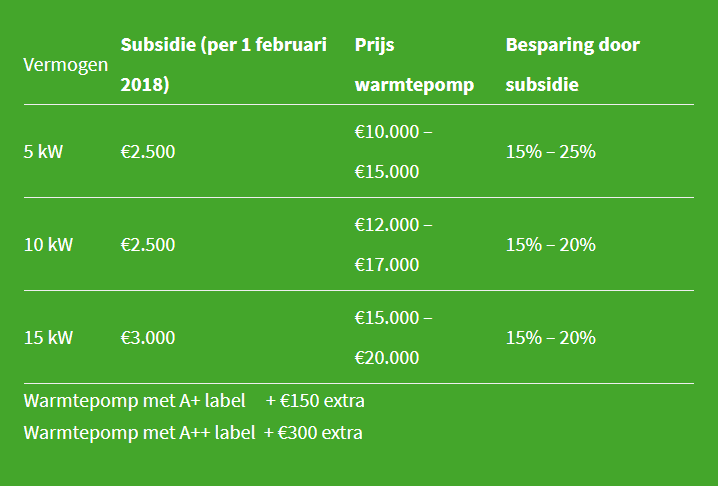 Vermogen Subsidie (per 1 februari 2018) Prijs warmtepomp Besparing door subsidie
5 kW €2.500 €10.000 – €15.000 15% – 25%
10 kW €2.500 €12.000 – €17.000 15% – 20%
15 kW €3.000 €15.000 – €20.000 15% – 20%
Warmtepomp met A+ label + €150 extra
Warmtepomp met A++ label + €300 extra